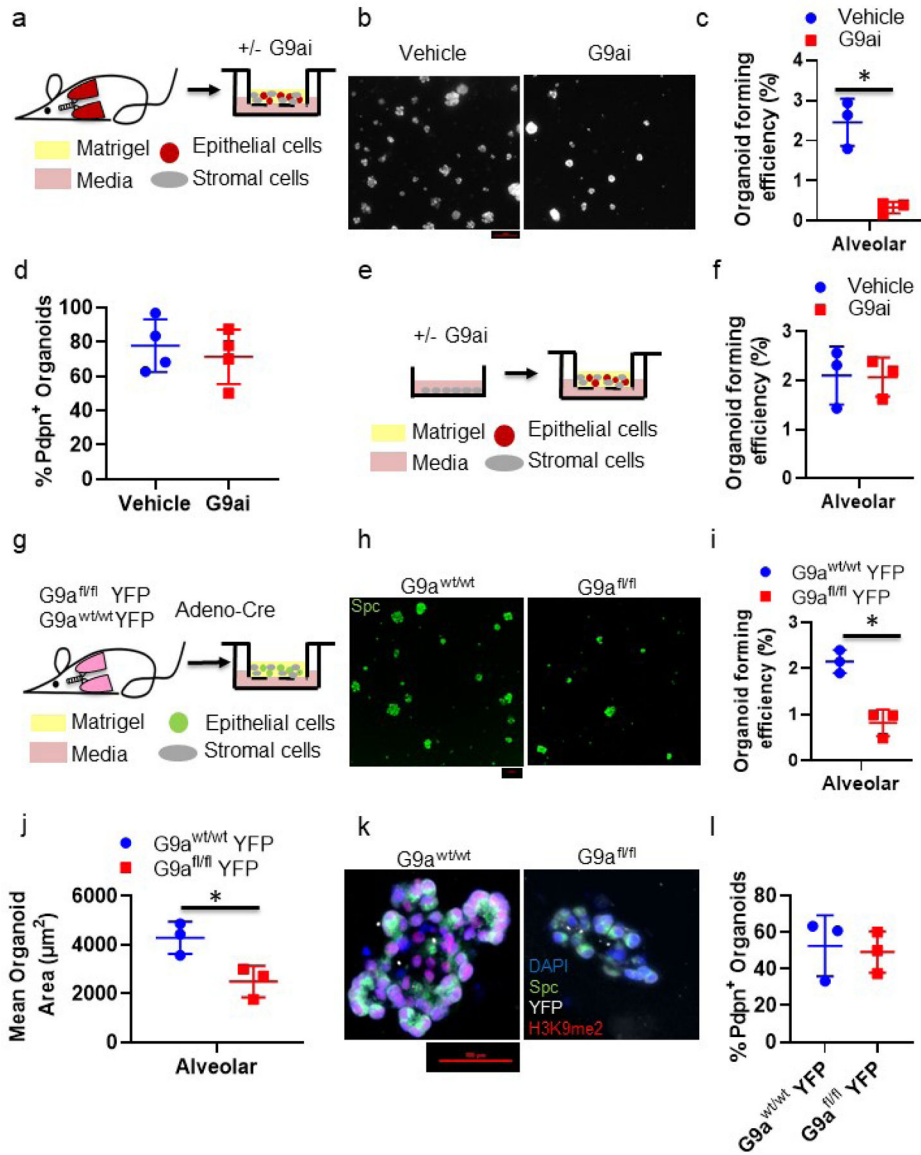 a
+/- G9ai
Matrigel
Epithelial cells
Media
Stromal cells
b
Vehicle
G9ai
c
Vehicle
G9ai
*
Organoid forming
efficiency (%)
4
3
2
1
0
Alveolar
d
%Pdpn+ Organoids
100
80
60
40
20
0
Vehicle
G9ai
e
+/- G9ai
Matrigel
Epithelial cells
Media
Stromal cells
f
Vehicle
G9ai
Organoid forming
efficiency (%)
3
2
1
0
Alveolar
g
G9afl/fl YFP
G9awt/wt YFP
Adeno-Cre
Matrigel
Epithelial cells
Media
Stromal cells
h
G9awt/wt
G9afl/fl
Spc
i
G9awt/wt YFP
G9afl/fl YFP
*
Organoid forming
efficiency (%)
3
2
1
0
Alveolar
j
G9awt/wt YFP
G9afl/fl YFP
*
Mean Organoid
Area (µm2)
6000
4000
2000
0
Alveolar
k
G9awt/wt
G9afl/fl
DAPI
Spc
YFP
H3K9me2
l
% Pdpn+ Organoids
80
60
40
20
0
G9awt/wt YFP
G9afl/fl YFP